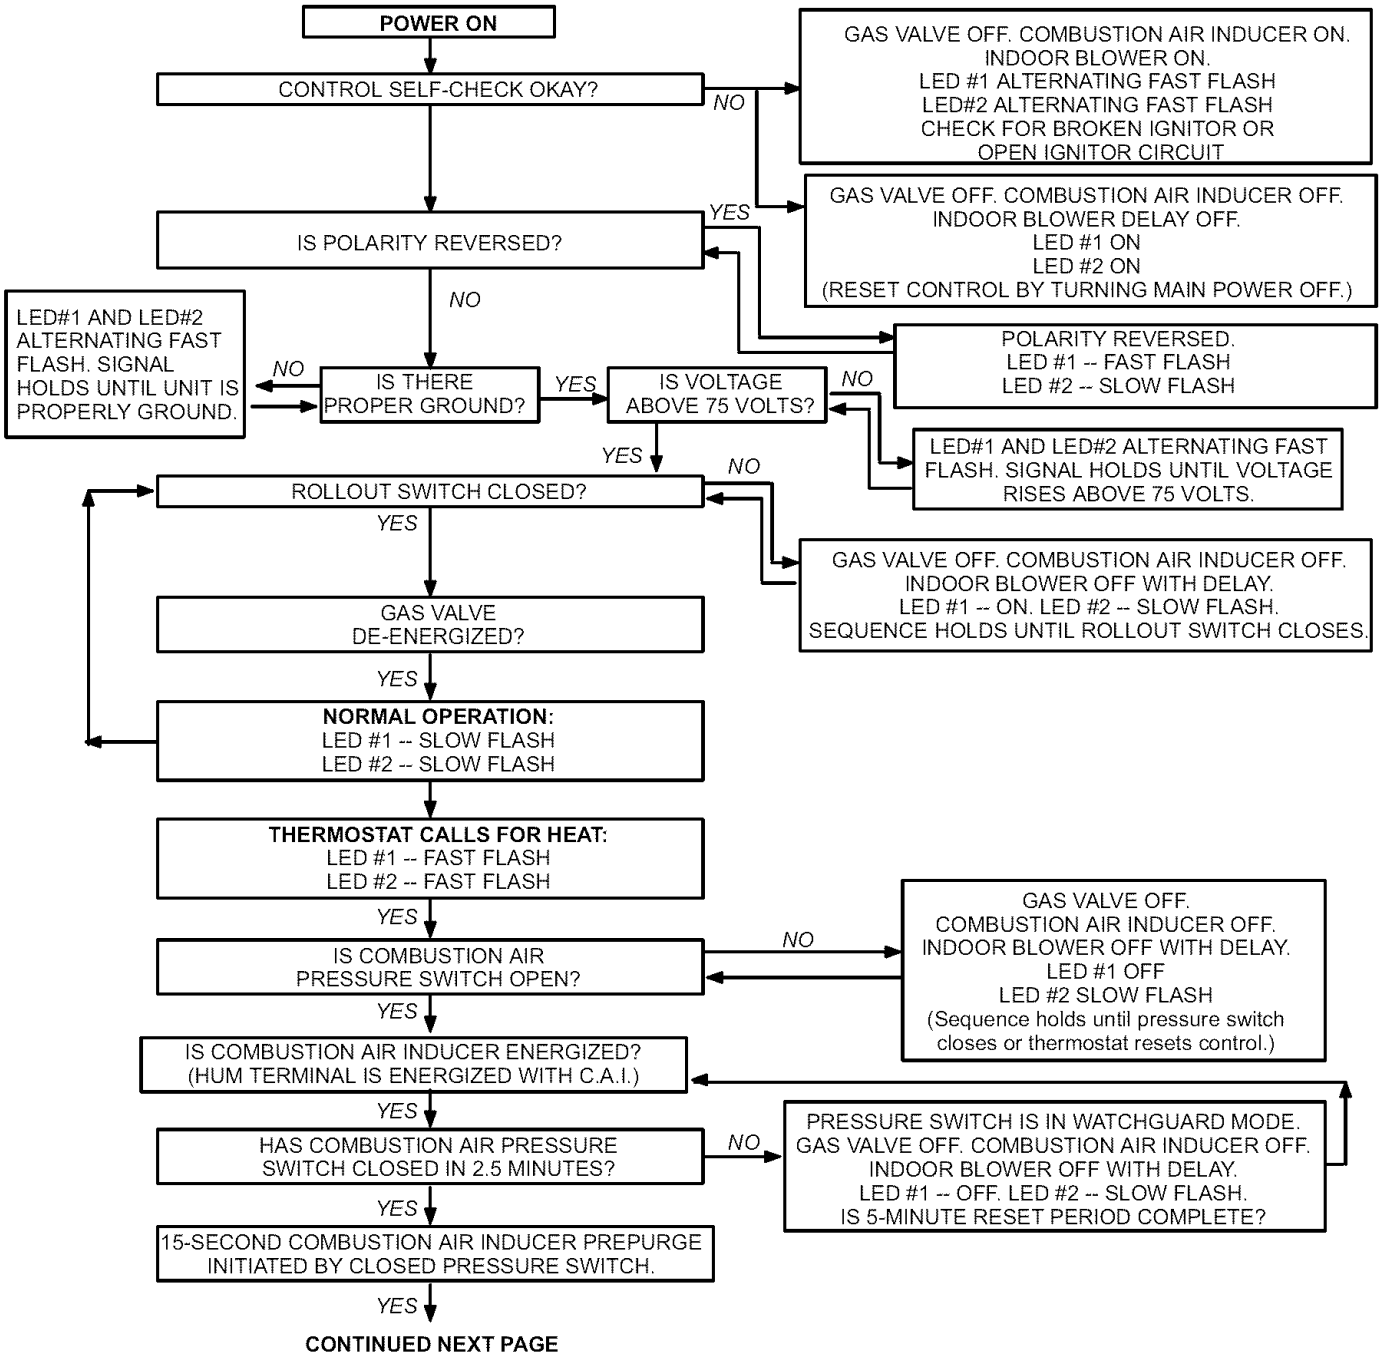 POWER ON
GAS VALVE OFF. COMBUSTION AIR INDUCER ON.
INDOOR BLOWER ON.
LED #1 ALTERNATING FAST FLASH
LED#2 ALTERNATING FAST FLASH
CHECK FOR BROKEN IGNITOR OR
OPEN IGNITOR CIRCUIT
CONTROL SELF-CHECK OKAY?
NO
GAS VALVE OFF. COMBUSTION AIR INDUCER OFF.
INDOOR BLOWER DELAY OFF.
LED #1 ON
LED #2 ON
(RESET CONTROL BY TURNING MAIN POWER OFF.)
YES
IS POLARITY REVERSED?
NO
POLARITY REVERSED.
LED #1 -- FAST FLASH
LED #2 -- SLOW FLASH
LED#1 AND LED#2
ALTERNATING FAST
FLASH. SIGNAL
HOLDS UNTIL UNIT IS
PROPERLY GROUND.
NO
IS THERE
PROPER GROUND?
YES
IS VOLTAGE
ABOVE 75 VOLTS?
NO
LED#1 AND LED#2 ALTERNATING FAST
FLASH. SIGNAL HOLDS UNTIL VOLTAGE
RISES ABOVE 75 VOLTS.
YES
NO
ROLLOUT SWITCH CLOSED?
YES
GAS VALVE OFF. COMBUSTION AIR INDUCER OFF.
INDOOR BLOWER OFF WITH DELAY.
LED #1 -- ON. LED #2 -- SLOW FLASH.
SEQUENCE HOLDS UNTIL ROLLOUT SWITCH CLOSES.
GAS VALVE
DE-ENERGIZED?
YES
NORMAL OPERATION:
LED #1 -- SLOW FLASH
LED #2 -- SLOW FLASH
THERMOSTAT CALLS FOR HEAT:
LED #1 -- FAST FLASH
LED #2 -- FAST FLASH
YES
IS COMBUSTION AIR
PRESSURE SWITCH OPEN?
NO
GAS VALVE OFF.
COMBUSTION AIR INDUCER OFF.
INDOOR BLOWER OFF WITH DELAY.
LED #1 OFF
LED #2 SLOW FLASH
(Sequence holds until pressure switch
closes or thermostat resets control.)
YES
IS COMBUSTION AIR INDUCER ENERGIZED?
(HUM TERMINAL IS ENERGIZED WITH C.A.I.)
YES
HAS COMBUSTION AIR PRESSURE
SWITCH CLOSED IN 2.5 MINUTES?
NO
PRESSURE SWITCH IS IN WATCHGUARD MODE.
GAS VALVE OFF. COMBUSTION AIR INDUCER OFF.
INDOOR BLOWER OFF WITH DELAY.
LED #1 -- OFF. LED #2 -- SLOW FLASH.
IS 5-MINUTE RESET PERIOD COMPLETE?
YES
15-SECOND COMBUSTION AIR INDUCER PREPURGE
INITIATED BY CLOSED PRESSURE SWITCH.
YES
CONTINUED NEXT PAGE